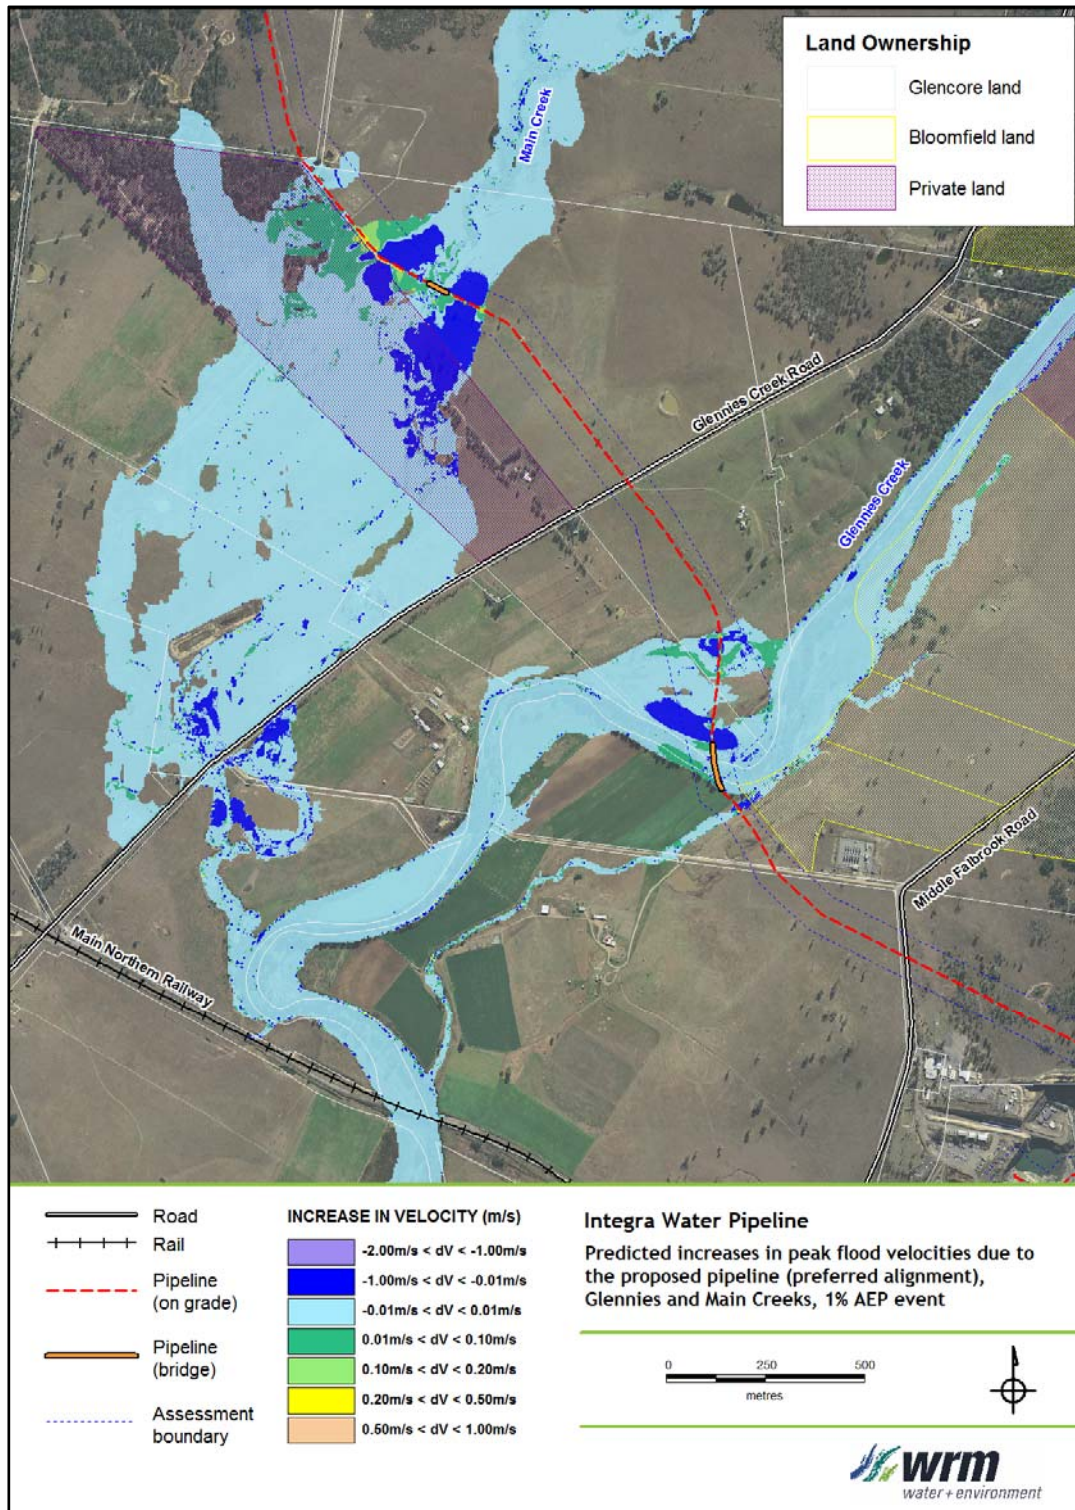 Land Ownership
Glencore land
Bloomfield land
Private land
Main Creek
Glennies Creek Road
Glennies Creek
Middle Falbrook Road
Main Northern Railway
Road
Rail
Pipeline
(on grade)
Pipeline
(bridge)
Assessment
boundary
INCREASE IN VELOCITY (m/s)
-2.00m/s < dV < -1.00m/s
-1.00m/s < dV < -0.01m/s
-0.01m/s < dV < 0.01m/s
0.01m/s < dV < 0.10m/s
0.10m/s < dV < 0.20m/s
0.20m/s < dV < 0.50m/s
0.50m/s < dV < 1.00m/s
Integra Water Pipeline
Predicted increases in peak flood velocities due to
the proposed pipeline (preferred alignment),
Glennies and Main Creeks, 1% AEP event
0 250 500
metres
wrm
water + environment